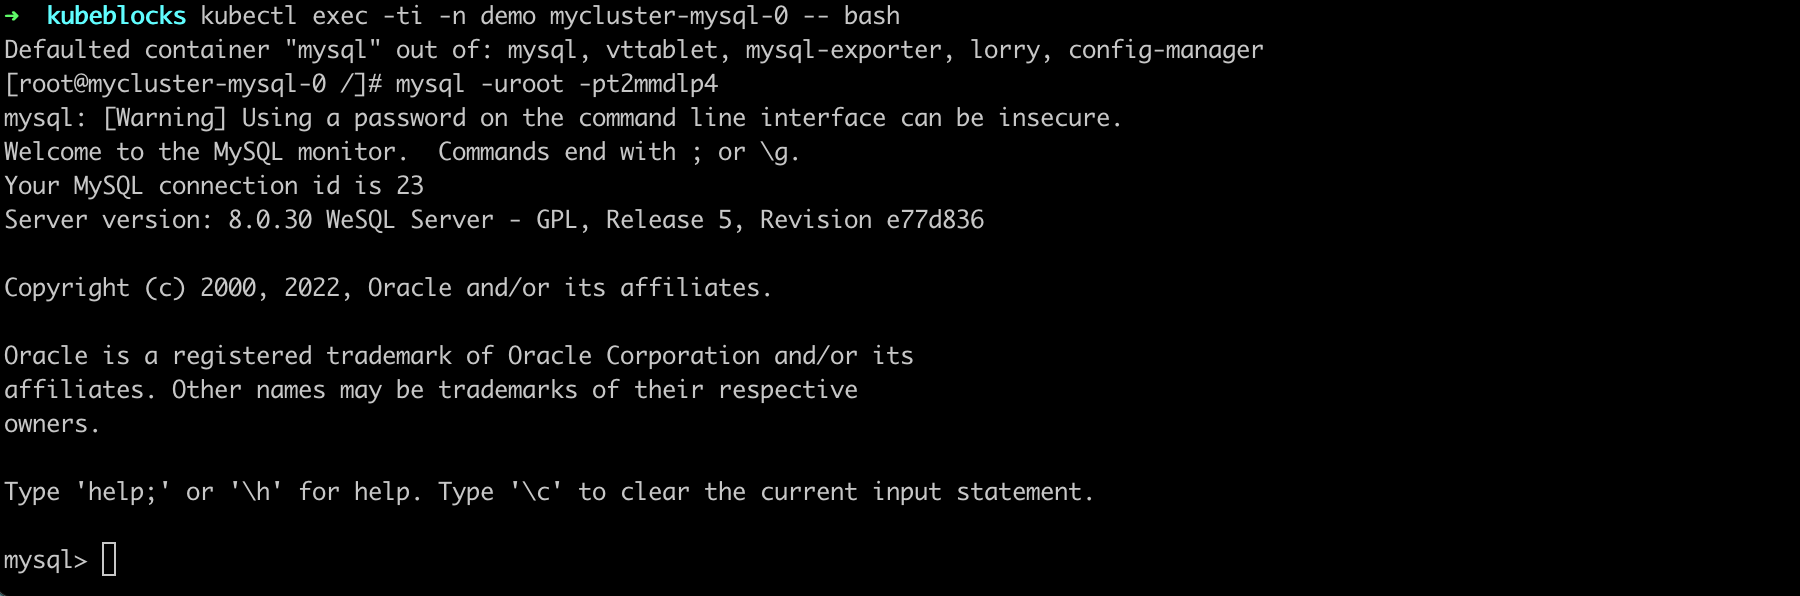 ➜  kubeblocks kubectl exec -ti -n demo mycluster-mysql-0 -- bash
Defaulted container "mysql" out of: mysql, vttablet, mysql-exporter, lorry, config-manager
[root@mycluster-mysql-0 /]# mysql -uroot -pt2mmdlp4
mysql: [Warning] Using a password on the command line interface can be insecure.
Welcome to the MySQL monitor.  Commands end with ; or \g.
Your MySQL connection id is 23
Server version: 8.0.30 WeSQL Server - GPL, Release 5, Revision e77d836

Copyright (c) 2000, 2022, Oracle and/or its affiliates.

Oracle is a registered trademark of Oracle Corporation and/or its
affiliates. Other names may be trademarks of their respective
owners.

Type 'help;' or '\h' for help. Type '\c' to clear the current input statement.

mysql>